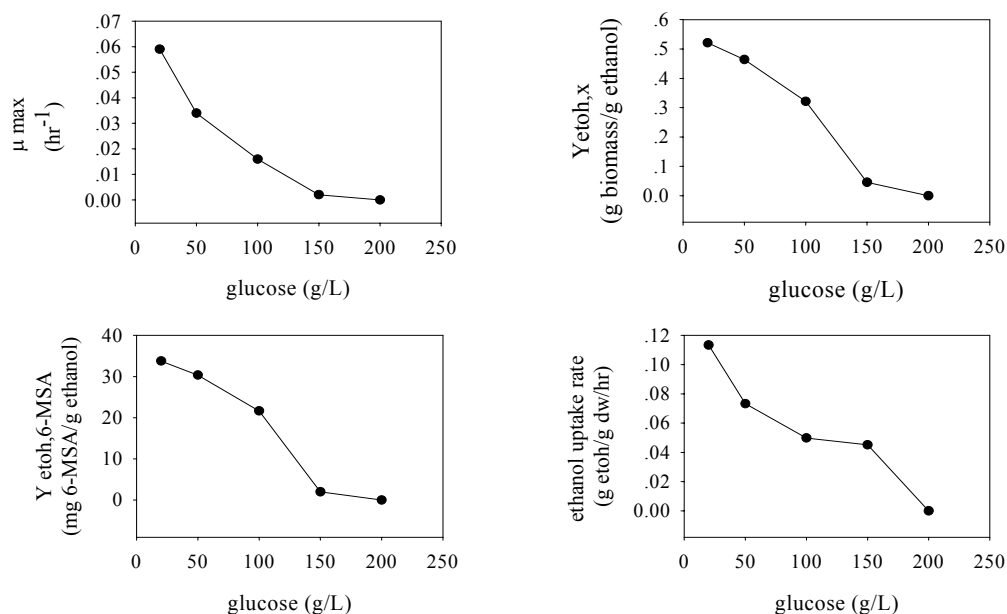 μ max
(hr-1)
.07
.06
.05
.04
.03
.02
.01
0.00
0 50 100 150 200 250
glucose (g/L)
Yetoh,x
(g biomass/g ethanol)
.6
.5
.4
.3
.2
.1
0.0
0 50 100 150 200 250
glucose (g/L)
Y etoh,6-MSA
(mg 6-MSA/g ethanol)
40
30
20
10
0
0 50 100 150 200 250
glucose (g/L)
ethanol uptake rate
(g etoh/g dw/hr)
0.12
.10
.08
.06
.04
.02
0.00
0 50 100 150 200 250
glucose (g/L)